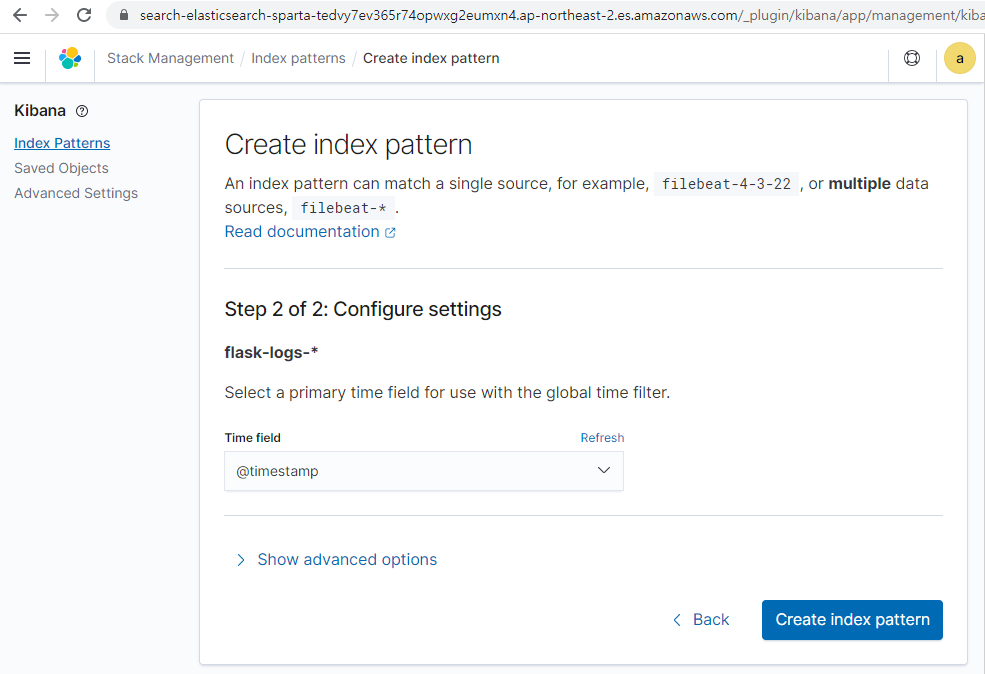 search-elasticsearch-sparta-tedvy7ev365r74opwxg2eumxn4.ap-northeast-2.es.amazonaws.com/_plugin/kibana/app/management/kiba
Stack Management / Index patterns / Create index pattern
a
Kibana
Index Patterns
Saved Objects
Advanced Settings
Create index pattern
An index pattern can match a single source, for example, filebeat-4-3-22 , or multiple data
sources, filebeat-* .
Read documentation
Step 2 of 2: Configure settings
flask-logs-*
Select a primary time field for use with the global time filter.
Time field Refresh
@timestamp
Show advanced options
Back Create index pattern